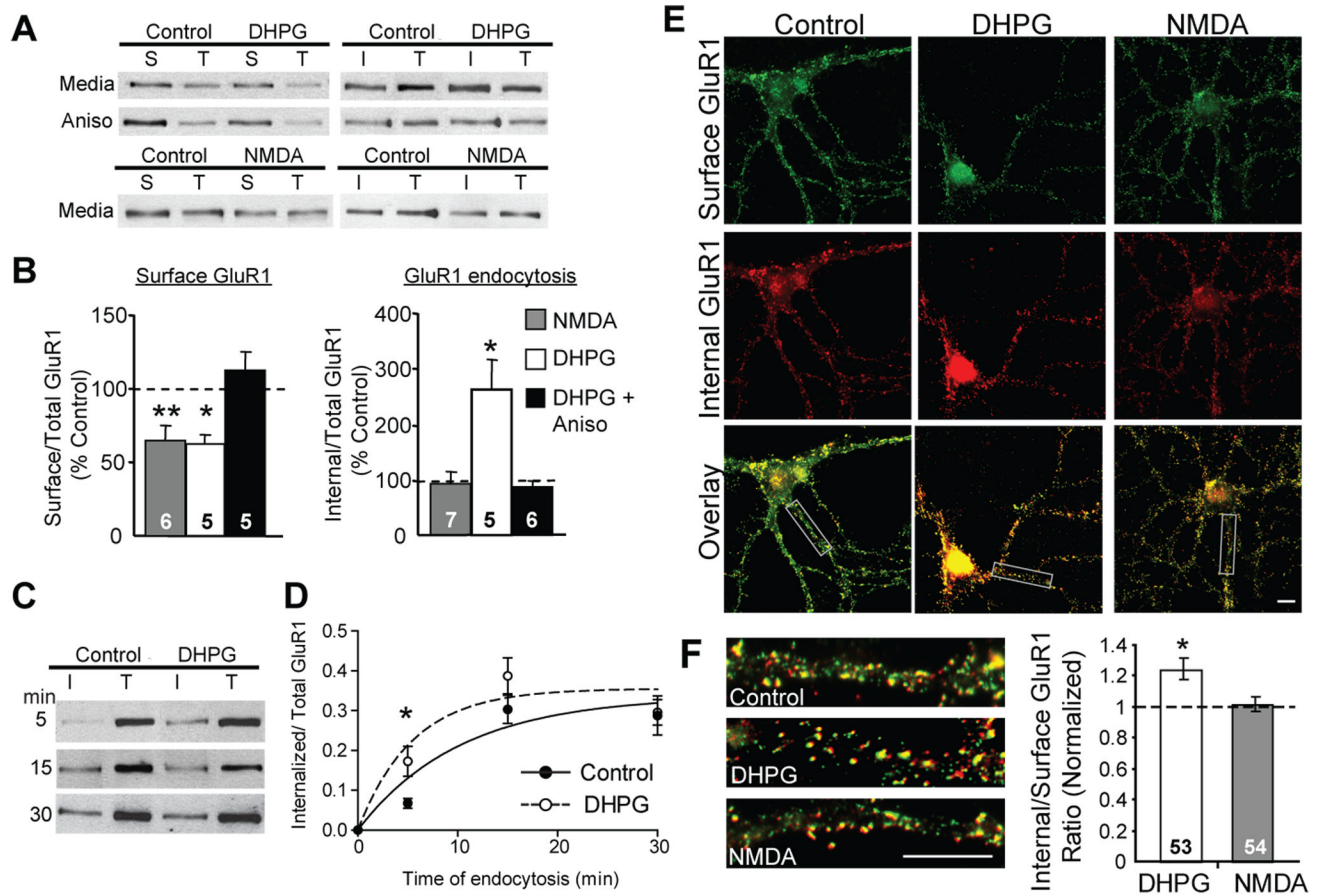 A
Control DHPG Control DHPG
S T S T I T I T
Media
Aniso
Control NMDA Control NMDA
S T S T I T I T
Media
B
Surface GluR1
Surface/Total GluR1
(% Control)
150
100
50
0
** *
6 5 5
GluR1 endocytosis
Internal/Total GluR1
(% Control)
400
300
200
100
0
*
7 5 6
NMDA
DHPG
DHPG +
Aniso
C
Control DHPG
min I T I T
5
15
30
D
Internalized/ Total GluR1
0.5
0.4
0.3
0.2
0.1
0.0
*
Control
DHPG
0 10 20 30
Time of endocytosis (min)
E
Control DHPG NMDA
Surface GluR1
Internal GluR1
Overlay
F
Control
DHPG
NMDA
Internal/Surface GluR1
Ratio (Normalized)
1.4
1.2
1
0.8
0.6
0.4
0.2
0
*
53 54
DHPG NMDA